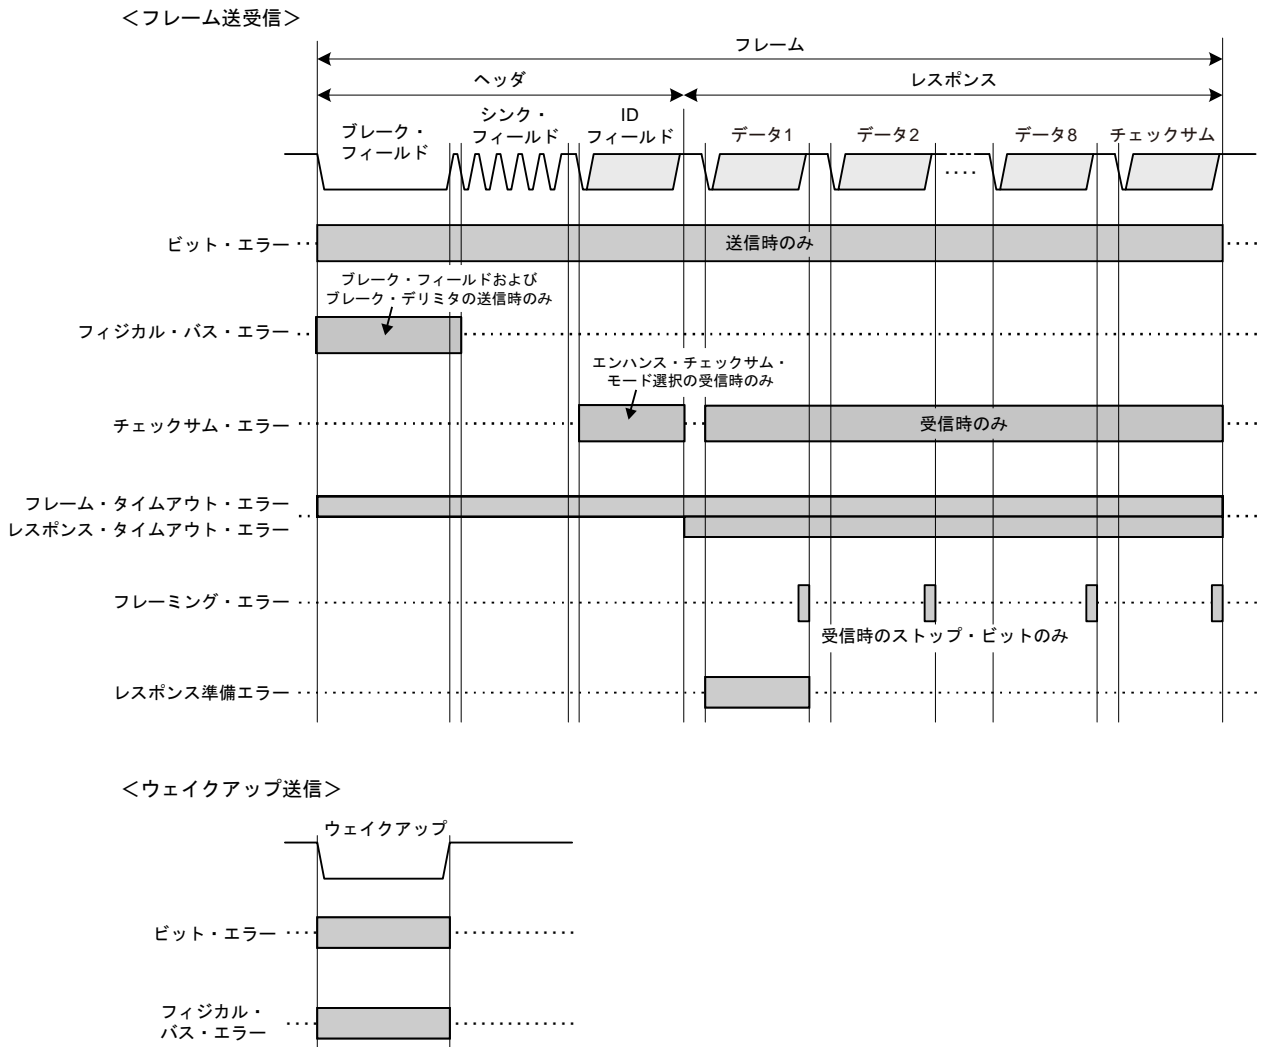 ＜フレーム送受信＞
フレーム
ヘッダ
レスポンス
ブレーク・
フィールド
シンク・
フィールド
ID
フィールド
データ1
データ2
データ8
チェックサム
ビット・エラー
送信時のみ
ブレーク・フィールドおよび
ブレーク・デリミタの送信時のみ
フィジカル・バス・エラー
エンハンス・チェックサム・
モード選択の受信時のみ
チェックサム・エラー
受信時のみ
フレーム・タイムアウト・エラー
レスポンス・タイムアウト・エラー
フレーミング・エラー
受信時のストップ・ビットのみ
レスポンス準備エラー
＜ウェイクアップ送信＞
ウェイクアップ
ビット・エラー
フィジカル・
バス・エラー